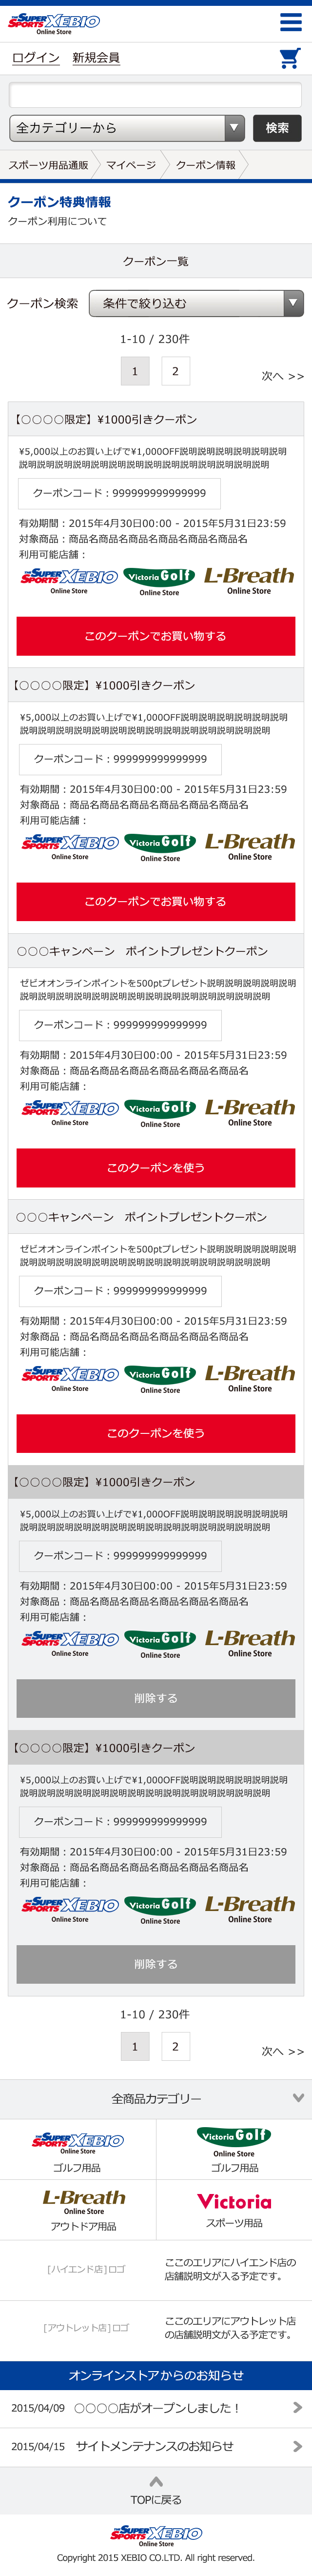 THE SUPER SPORTS XEBIO
Online Store
ログイン 新規会員
全カテゴリーから 検索
スポーツ用品通販 マイページ クーポン情報
クーポン特典情報
クーポン利用について
クーポン一覧
クーポン検索 条件で絞り込む
1-10 / 230件
1 2 次へ >>
【○○○○限定】¥1000引きクーポン
¥5,000以上のお買い上げで¥1,000OFF説明説明説明説明説明説明
説明説明説明説明説明説明説明説明説明説明説明説明説明説明
クーポンコード：999999999999999
有効期間：2015年4月30日00:00 - 2015年5月31日23:59
対象商品：商品名商品名商品名商品名商品名商品名
利用可能店舗：
THE SUPER SPORTS XEBIO Victoria Golf L-Breath
Online Store Online Store Online Store
このクーポンでお買い物する
【○○○○限定】¥1000引きクーポン
¥5,000以上のお買い上げで¥1,000OFF説明説明説明説明説明説明
説明説明説明説明説明説明説明説明説明説明説明説明説明説明
クーポンコード：999999999999999
有効期間：2015年4月30日00:00 - 2015年5月31日23:59
対象商品：商品名商品名商品名商品名商品名商品名
利用可能店舗：
THE SUPER SPORTS XEBIO Victoria Golf L-Breath
Online Store Online Store Online Store
このクーポンでお買い物する
○○○キャンペーン　ポイントプレゼントクーポン
ゼビオオンラインポイントを500ptプレゼント説明説明説明説明説明
説明説明説明説明説明説明説明説明説明説明説明説明説明説明
クーポンコード：999999999999999
有効期間：2015年4月30日00:00 - 2015年5月31日23:59
対象商品：商品名商品名商品名商品名商品名商品名
利用可能店舗：
THE SUPER SPORTS XEBIO Victoria Golf L-Breath
Online Store Online Store Online Store
このクーポンを使う
○○○キャンペーン　ポイントプレゼントクーポン
ゼビオオンラインポイントを500ptプレゼント説明説明説明説明説明
説明説明説明説明説明説明説明説明説明説明説明説明説明説明
クーポンコード：999999999999999
有効期間：2015年4月30日00:00 - 2015年5月31日23:59
対象商品：商品名商品名商品名商品名商品名商品名
利用可能店舗：
THE SUPER SPORTS XEBIO Victoria Golf L-Breath
Online Store Online Store Online Store
このクーポンを使う
【○○○○限定】¥1000引きクーポン
¥5,000以上のお買い上げで¥1,000OFF説明説明説明説明説明説明
説明説明説明説明説明説明説明説明説明説明説明説明説明説明
クーポンコード：999999999999999
有効期間：2015年4月30日00:00 - 2015年5月31日23:59
対象商品：商品名商品名商品名商品名商品名商品名
利用可能店舗：
THE SUPER SPORTS XEBIO Victoria Golf L-Breath
Online Store Online Store Online Store
削除する
【○○○○限定】¥1000引きクーポン
¥5,000以上のお買い上げで¥1,000OFF説明説明説明説明説明説明
説明説明説明説明説明説明説明説明説明説明説明説明説明説明
クーポンコード：999999999999999
有効期間：2015年4月30日00:00 - 2015年5月31日23:59
対象商品：商品名商品名商品名商品名商品名商品名
利用可能店舗：
THE SUPER SPORTS XEBIO Victoria Golf L-Breath
Online Store Online Store Online Store
削除する
1-10 / 230件
1 2 次へ >>
全商品カテゴリー
THE SUPER SPORTS XEBIO Victoria Golf
Online Store Online Store
ゴルフ用品 ゴルフ用品
L-Breath Victoria
Online Store
アウトドア用品 スポーツ用品
[ハイエンド店]ロゴ ここのエリアにハイエンド店の
店舗説明文が入る予定です。
[アウトレット店]ロゴ ここのエリアにアウトレット店
の店舗説明文が入る予定です。
オンラインストアからのお知らせ
2015/04/09 ○○○○店がオープンしました！
2015/04/15 サイトメンテナンスのお知らせ
TOPに戻る
THE SUPER SPORTS XEBIO
Online Store
Copyright 2015 XEBIO CO.LTD. All right reserved.